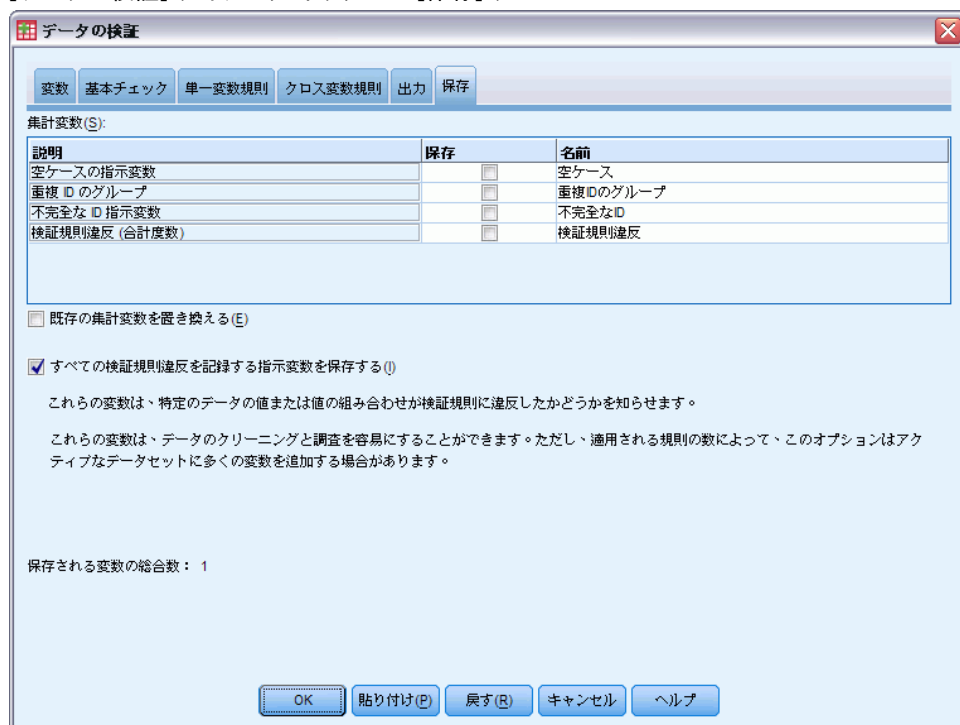 データの検証
変数 基本チェック 単一変数規則 クロス変数規則 出力 保存
集計変数(S):
説明 保存 名前
空ケースの指示変数 空ケース
重複 ID のグループ 重複IDのグループ
不完全な ID 指示変数 不完全なID
検証規則違反 (合計度数) 検証規則違反
既存の集計変数を置き換える(E)
すべての検証規則違反を記録する指示変数を保存する(I)
これらの変数は、特定のデータの値または値の組み合わせが検証規則に違反したかどうかを知らせます。
これらの変数は、データのクリーニングと調査を容易にすることができます。ただし、適用される規則の数によって、このオプションはアク
ティブなデータセットに多くの変数を追加する場合があります。
保存される変数の総合数: 1
OK 貼り付け(P) 戻す(R) キャンセル ヘルプ